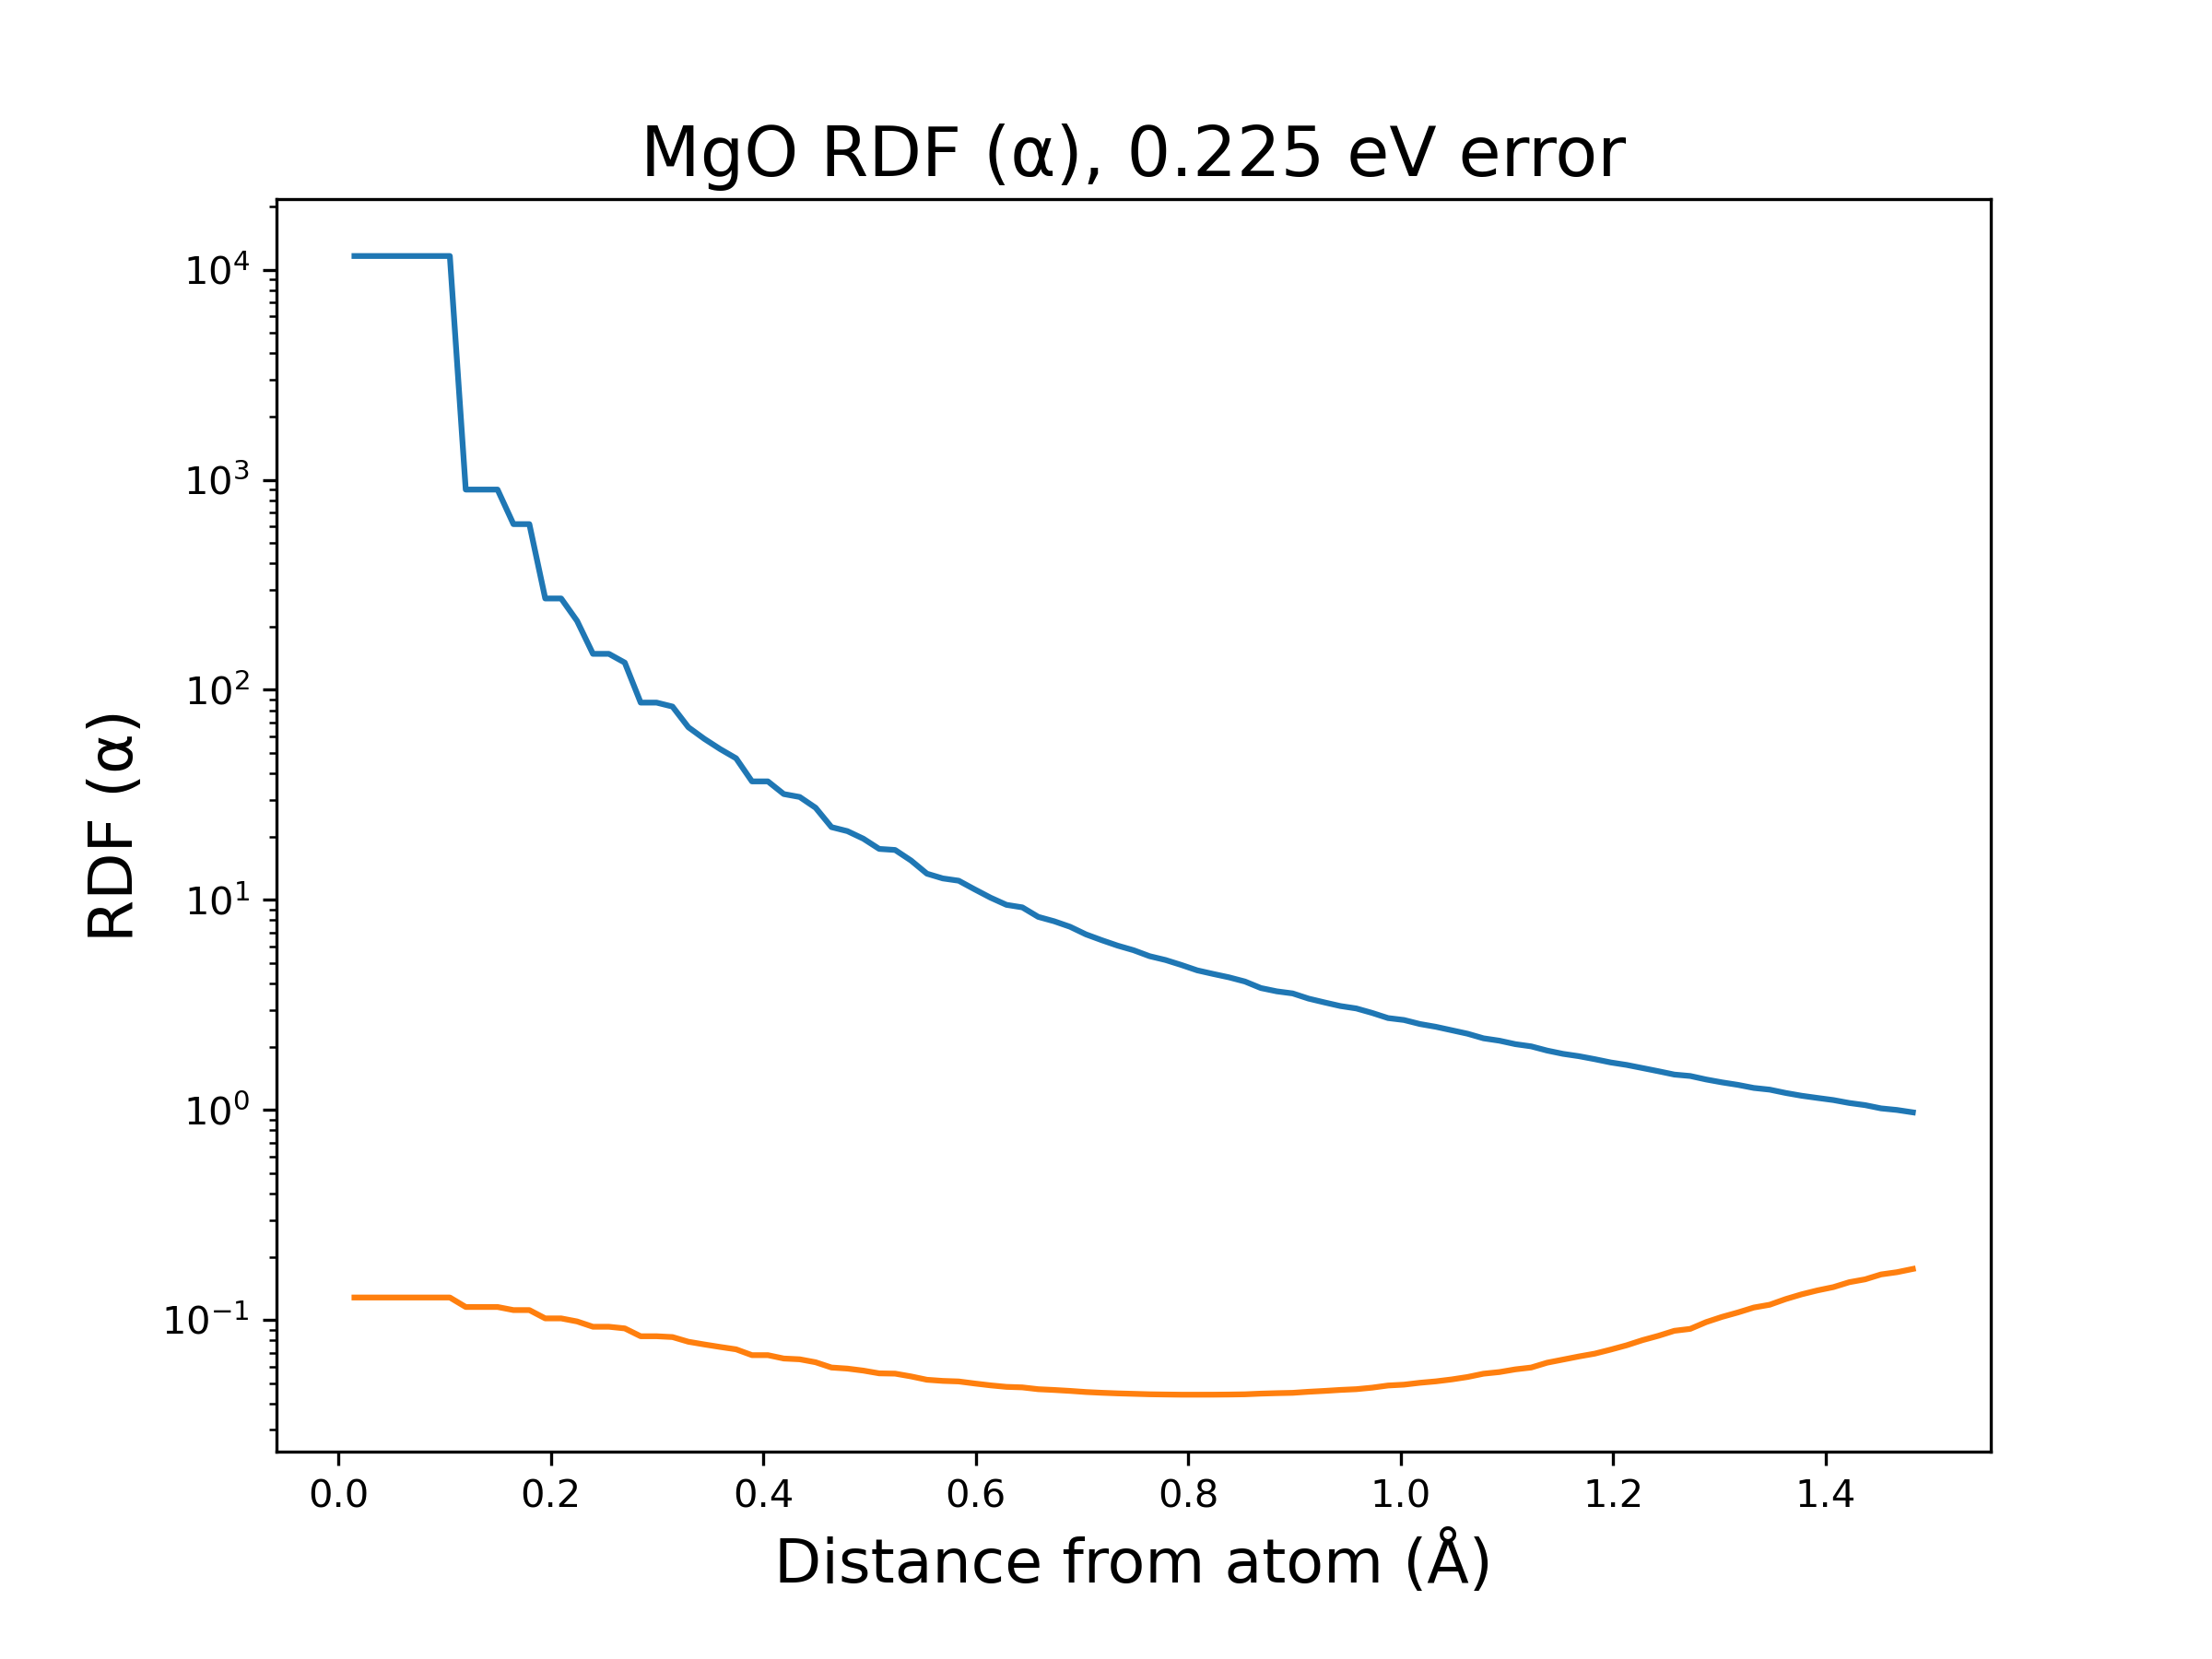 MgO RDF (α), 0.225 eV error
RDF (α)
10⁴
10³
10²
10¹
10⁰
10⁻¹
0.0 0.2 0.4 0.6 0.8 1.0 1.2 1.4
Distance from atom (Å)